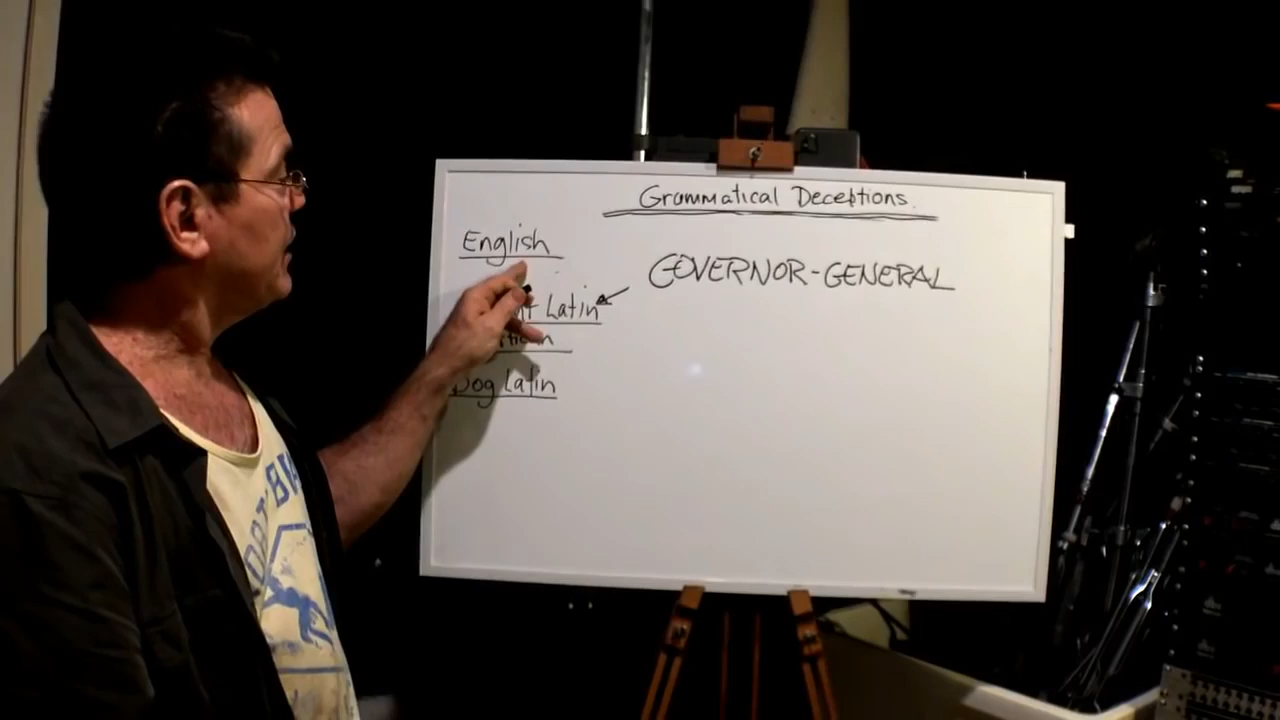 Grammatical Deceptions.
English
GOVERNOR-GENERAL
Latin
Dog Latin